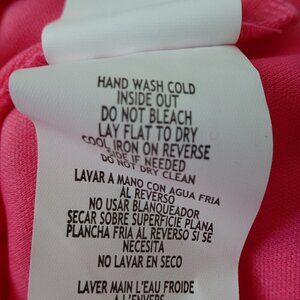 HAND WASH COLD
INSIDE OUT
DO NOT BLEACH
LAY FLAT TO DRY
COOL IRON ON REVERSE
SIDE IF NEEDED
DO NOT DRY CLEAN
LAVAR A MANO CON AGUA FRIA
AL REVERSO
NO USAR BLANQUEADOR
SECAR SOBRE SUPERFICIE PLANA
PLANCHA FRIA AL REVERSO SI SE
NECESITA
NO LAVAR EN SECO
LAVER MAIN L'EAU FROIDE
A L'ENVERS